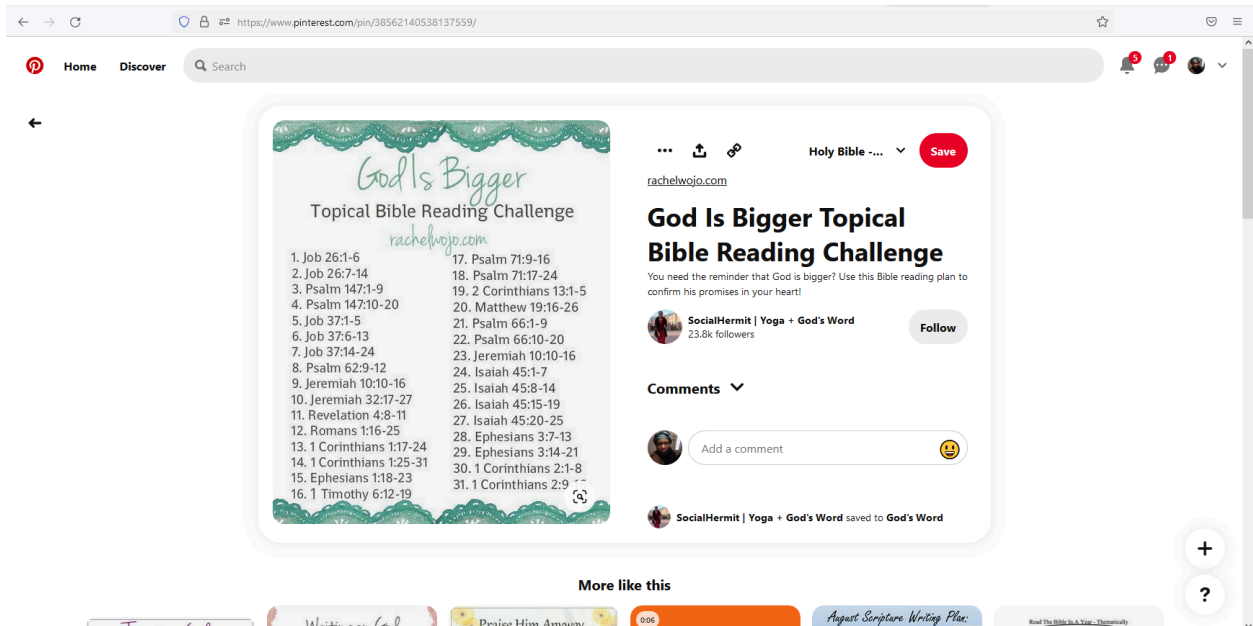 https://www.pinterest.com/pin/38562140538137559/
Home
Discover
Search
5
1
God Is Bigger
Topical Bible Reading Challenge
rachelwojo.com
1. Job 26:1-6
2. Job 26:7-14
3. Psalm 147:1-9
4. Psalm 147:10-20
5. Job 37:1-5
6. Job 37:6-13
7. Job 37:14-24
8. Psalm 62:9-12
9. Jeremiah 10:10-16
10. Jeremiah 32:17-27
11. Revelation 4:8-11
12. Romans 1:16-25
13. 1 Corinthians 1:17-24
14. 1 Corinthians 1:25-31
15. Ephesians 1:18-23
16. 1 Timothy 6:12-19
17. Psalm 71:9-16
18. Psalm 71:17-24
19. 2 Corinthians 13:1-5
20. Matthew 19:16-26
21. Psalm 66:1-9
22. Psalm 66:10-20
23. Jeremiah 10:10-16
24. Isaiah 45:1-7
25. Isaiah 45:8-14
26. Isaiah 45:15-19
27. Isaiah 45:20-25
28. Ephesians 3:7-13
29. Ephesians 3:14-21
30. 1 Corinthians 2:1-8
31. 1 Corinthians
Holy Bible -...
Save
rachelwojo.com
God Is Bigger Topical
Bible Reading Challenge
You need the reminder that God is bigger? Use this Bible reading plan to
confirm his promises in your heart!
SocialHermit | Yoga + God's Word
23.8k followers
Follow
Comments
Add a comment
SocialHermit | Yoga + God's Word saved to God's Word
+
?
More like this
Praise Him Anyway
0:06
August Scripture Writing Plan:
Read The Bible In A Year - Thematically